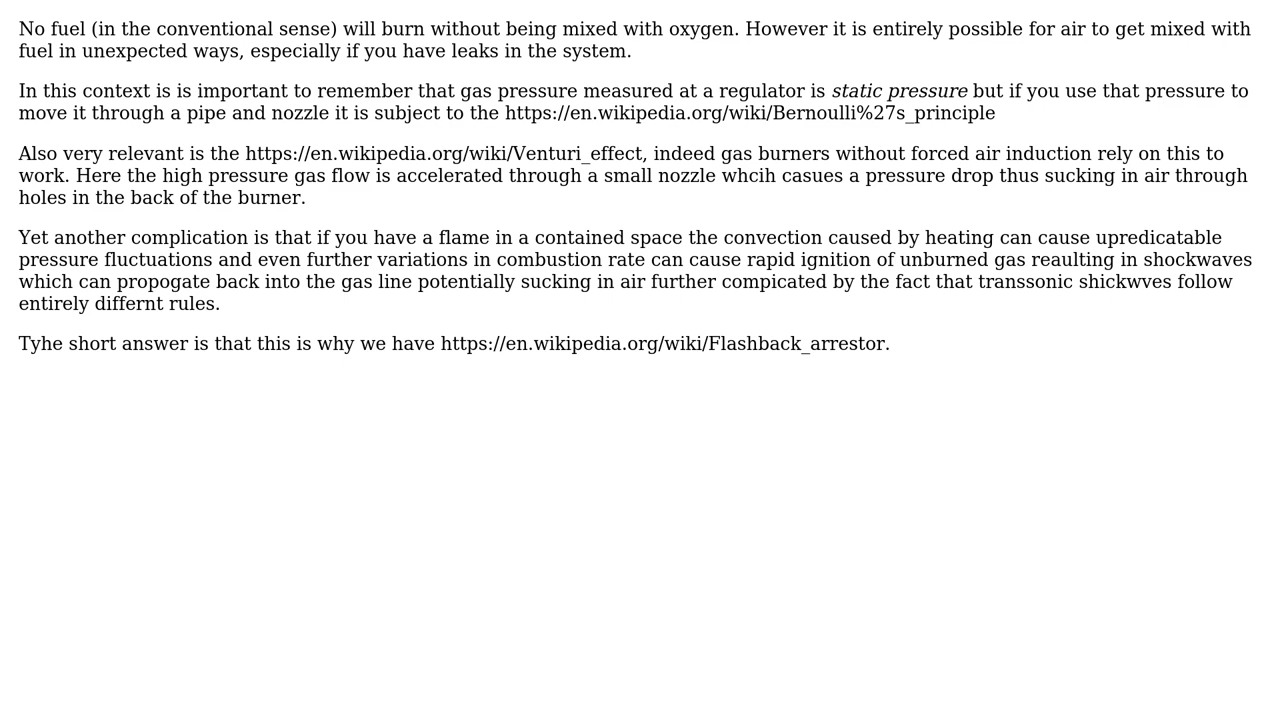 No fuel (in the conventional sense) will burn without being mixed with oxygen. However it is entirely possible for air to get mixed with
fuel in unexpected ways, especially if you have leaks in the system.
In this context is is important to remember that gas pressure measured at a regulator is static pressure but if you use that pressure to
move it through a pipe and nozzle it is subject to the https://en.wikipedia.org/wiki/Bernoulli%27s_principle
Also very relevant is the https://en.wikipedia.org/wiki/Venturi_effect, indeed gas burners without forced air induction rely on this to
work. Here the high pressure gas flow is accelerated through a small nozzle whcih casues a pressure drop thus sucking in air through
holes in the back of the burner.
Yet another complication is that if you have a flame in a contained space the convection caused by heating can cause upredicatable
pressure fluctuations and even further variations in combustion rate can cause rapid ignition of unburned gas reaulting in shockwaves
which can propogate back into the gas line potentially sucking in air further compicated by the fact that transsonic shickwves follow
entirely differnt rules.
Tyhe short answer is that this is why we have https://en.wikipedia.org/wiki/Flashback_arrestor.